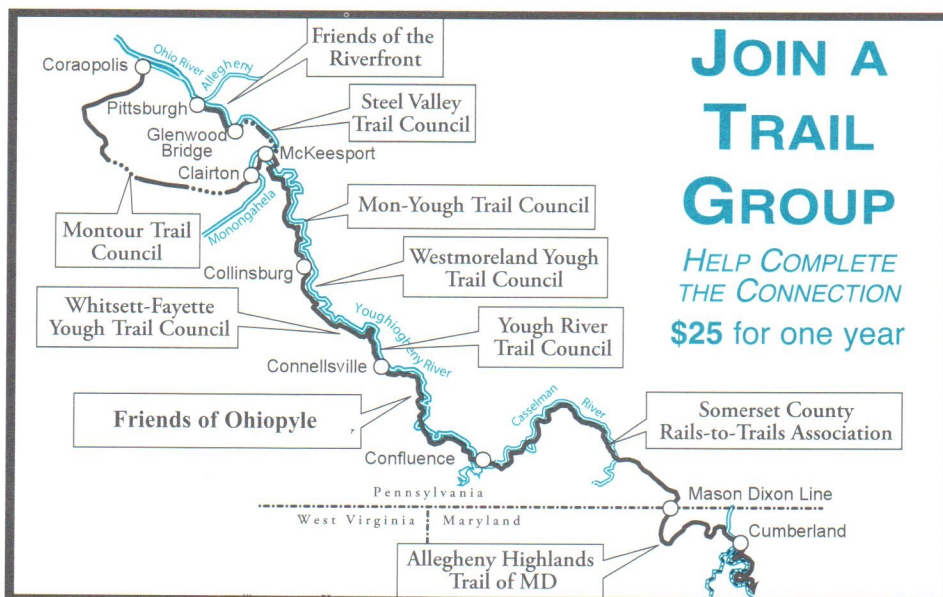 JOIN A
TRAIL
GROUP
HELP COMPLETE
THE CONNECTION
$25 for one year
Friends of the
Riverfront
Ohio River
Allegheny
Coraopolis
Pittsburgh
Steel Valley
Trail Council
Glenwood
Bridge
McKeesport
Clairton
Monongahela
Montour Trail
Council
Mon-Yough Trail Council
Collinsburg
Westmoreland Yough
Trail Council
Whitsett-Fayette
Yough Trail Council
Youghiogheny River
Yough River
Trail Council
Connellsville
Friends of Ohiopyle
Casselman
River
Somerset County
Rails-to-Trails Association
Confluence
Pennsylvania
Mason Dixon Line
West Virginia
Maryland
Cumberland
Allegheny Highlands
Trail of MD